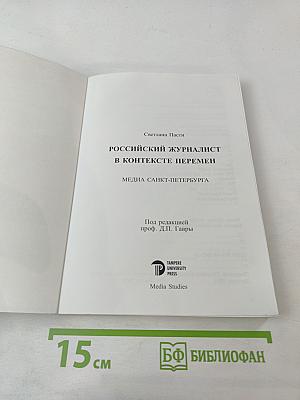 Светлана Пасти
РОССИЙСКИЙ ЖУРНАЛИСТ
В КОНТЕКСТЕ ПЕРЕМЕН
МЕДИА САНКТ-ПЕТЕРБУРГА
Под редакцией
проф. Д.П. Гавры
TAMPERE
UNIVERSITY
PRESS
Media Studies
15 см
БФ БИБЛИОФАН